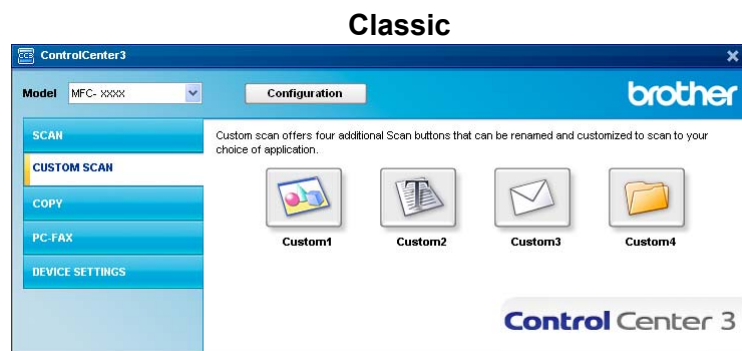 Classic
CC3 ControlCenter3
Model MFC- XXXX Configuration brother
SCAN
CUSTOM SCAN
COPY
PC-FAX
DEVICE SETTINGS
Custom scan offers four additional Scan buttons that can be renamed and customized to scan to your
choice of application.
T
Custom1 Custom2 Custom3 Custom4
Control Center 3